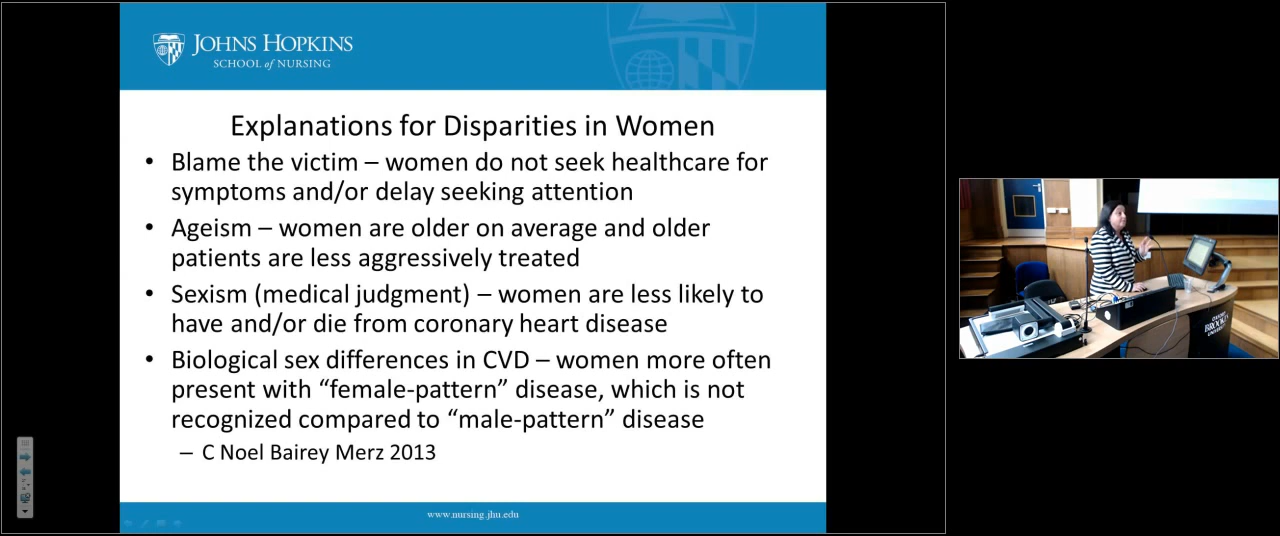 JOHNS HOPKINS
SCHOOL of NURSING
Explanations for Disparities in Women
• Blame the victim – women do not seek healthcare for
symptoms and/or delay seeking attention
• Ageism – women are older on average and older
patients are less aggressively treated
• Sexism (medical judgment) – women are less likely to
have and/or die from coronary heart disease
• Biological sex differences in CVD – women more often
present with “female-pattern” disease, which is not
recognized compared to “male-pattern” disease
– C Noel Bairey Merz 2013
www.nursing.jhu.edu
OXFORD
BROOKES
UNIVERSITY